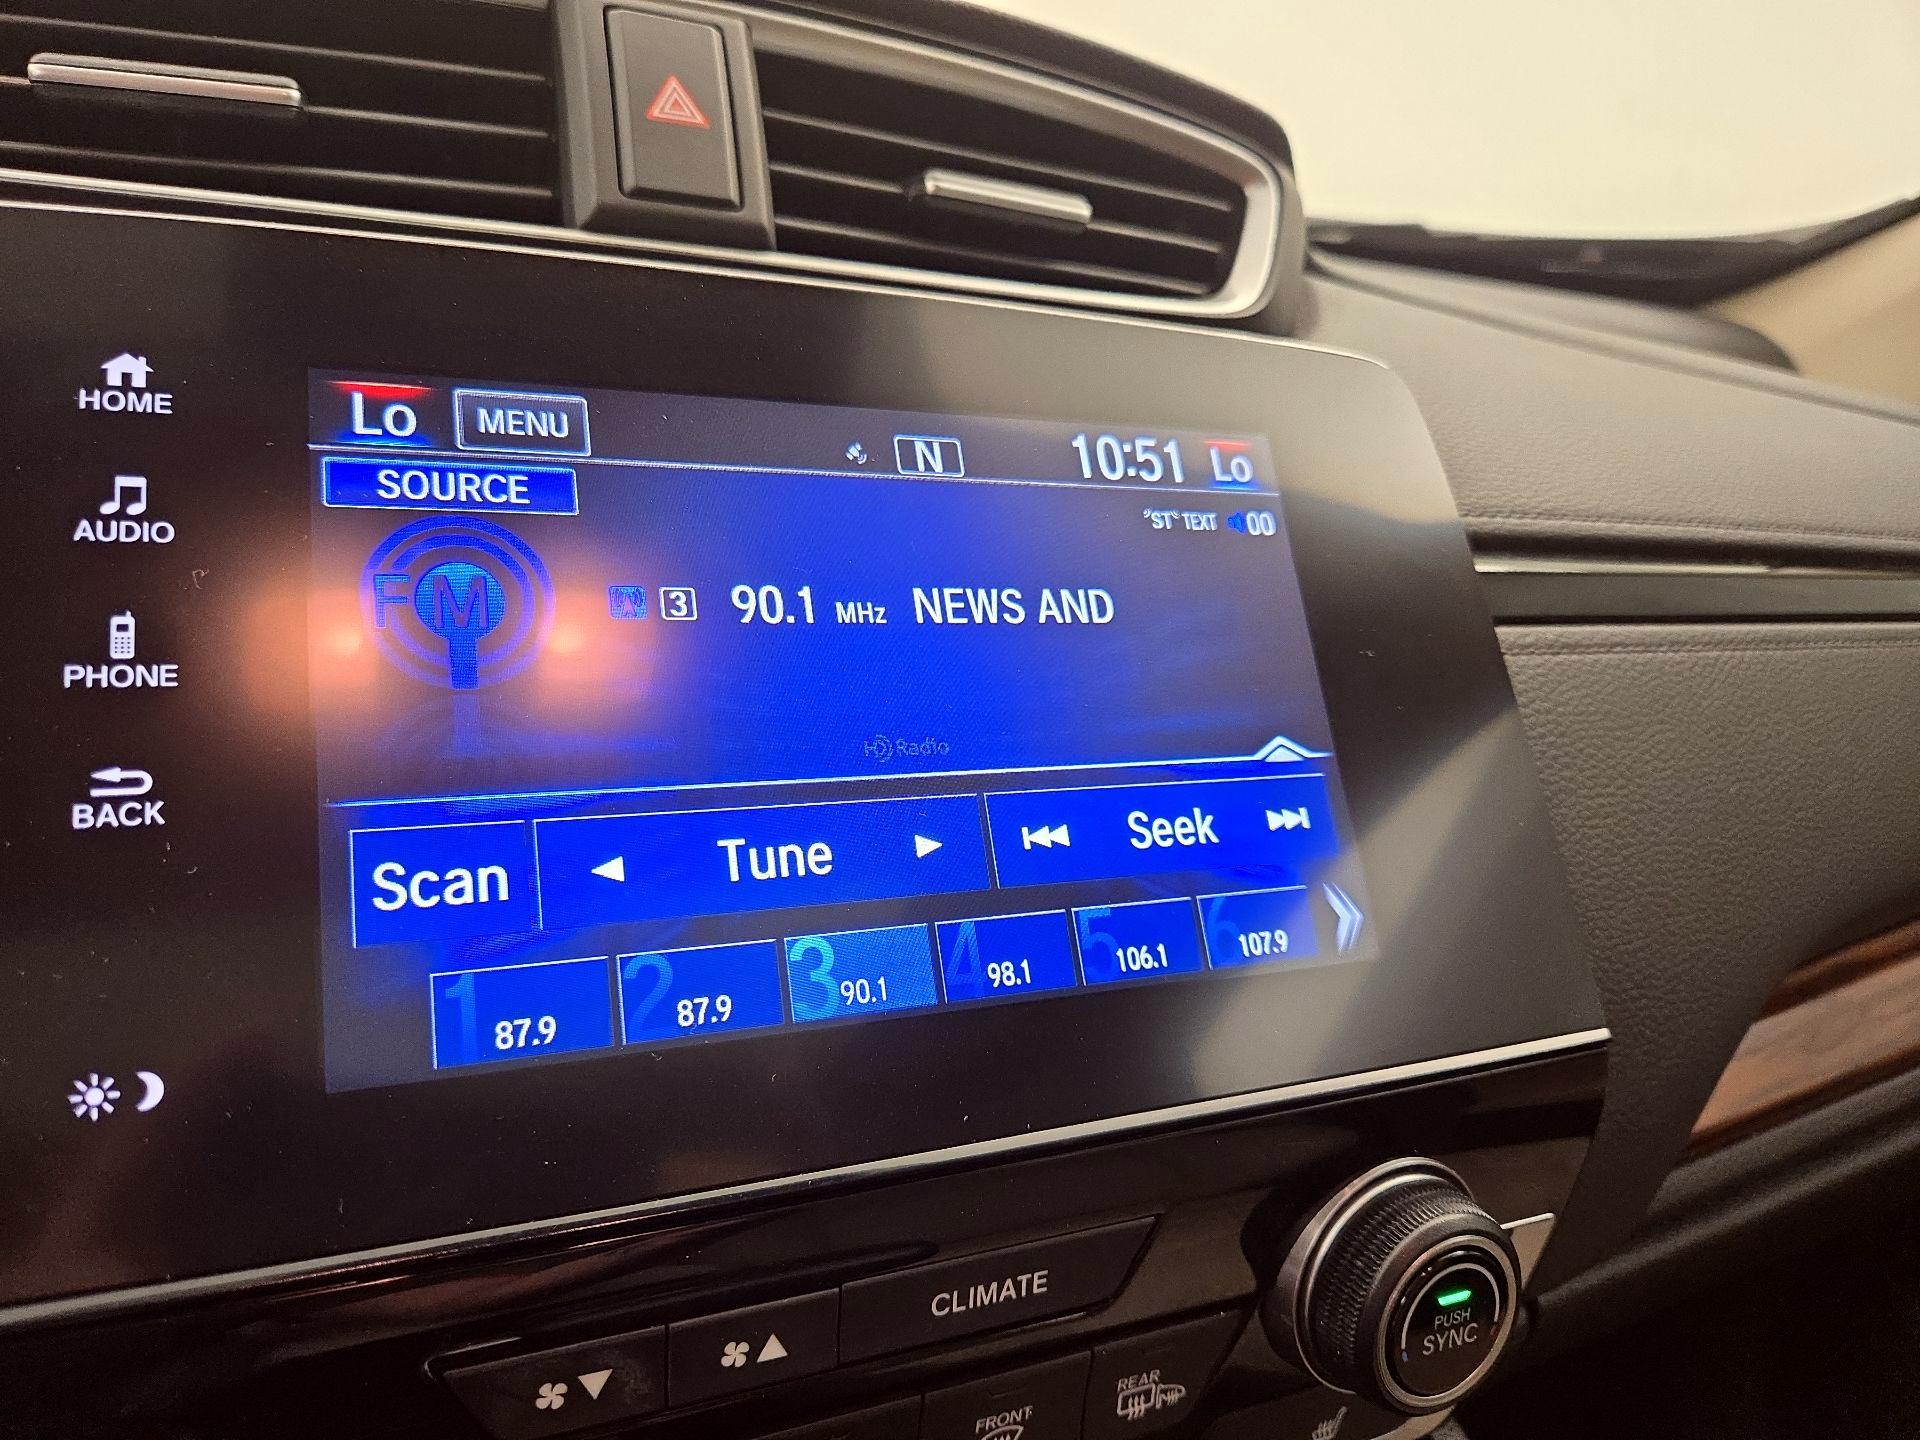 HOME
AUDIO
PHONE
BACK
Lo MENU N 10:51 Lo
SOURCE
"ST" TEXT 00
FM 3 90.1 MHz NEWS AND
HD Radio
Scan Tune Seek
1 87.9
2 87.9
3 90.1
4 98.1
5 106.1
6 107.9
CLIMATE
PUSH
SYNC
REAR
FRONT